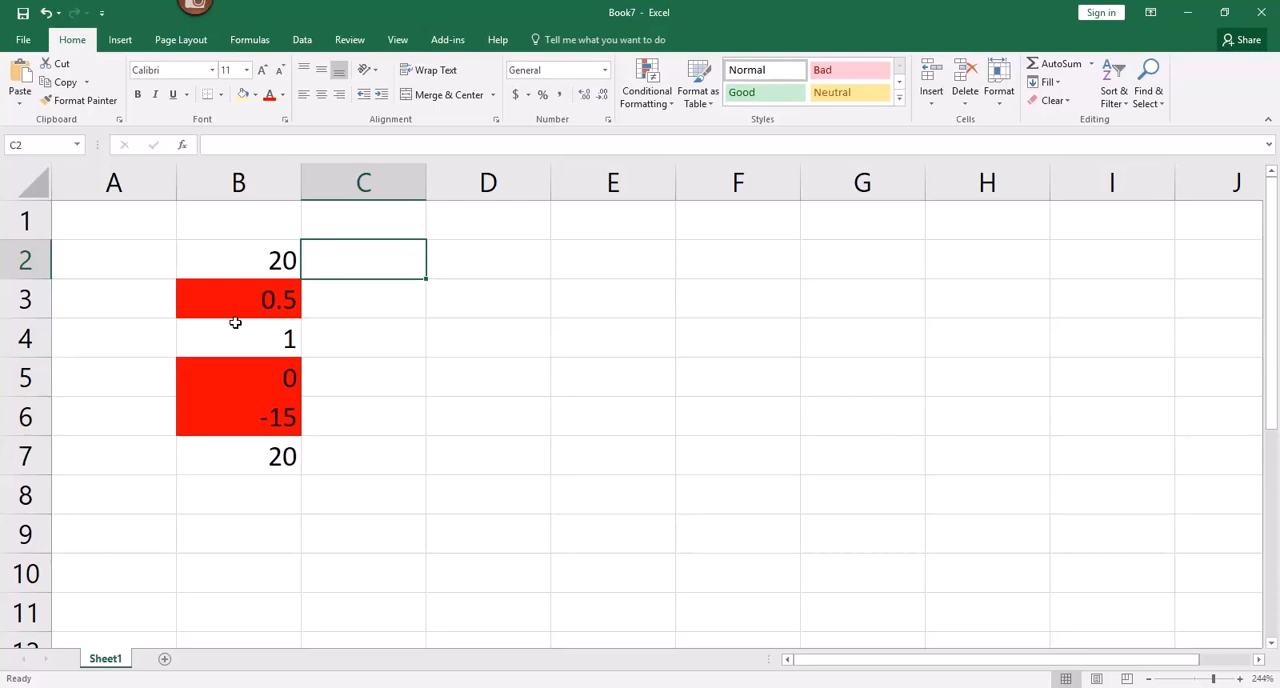 Book7 - Excel
Sign in
File Home Insert Page Layout Formulas Data Review View Add-ins Help Tell me what you want to do Share
Paste
Cut
Copy
Format Painter
Clipboard
Calibri 11 A A
B I U A
Font
Wrap Text
Merge & Center
Alignment
General
$ % , .00
Number
Conditional Formatting
Format as Table
Normal Bad
Good Neutral
Styles
Insert Delete Format
Cells
AutoSum
Fill
Clear
Sort & Filter
Find & Select
Editing
C2 fx
A B C D E F G H I J
1
2 20
3 0.5
4 1
5 0
6 -15
7 20
8
9
10
11
Sheet1
Ready 244%